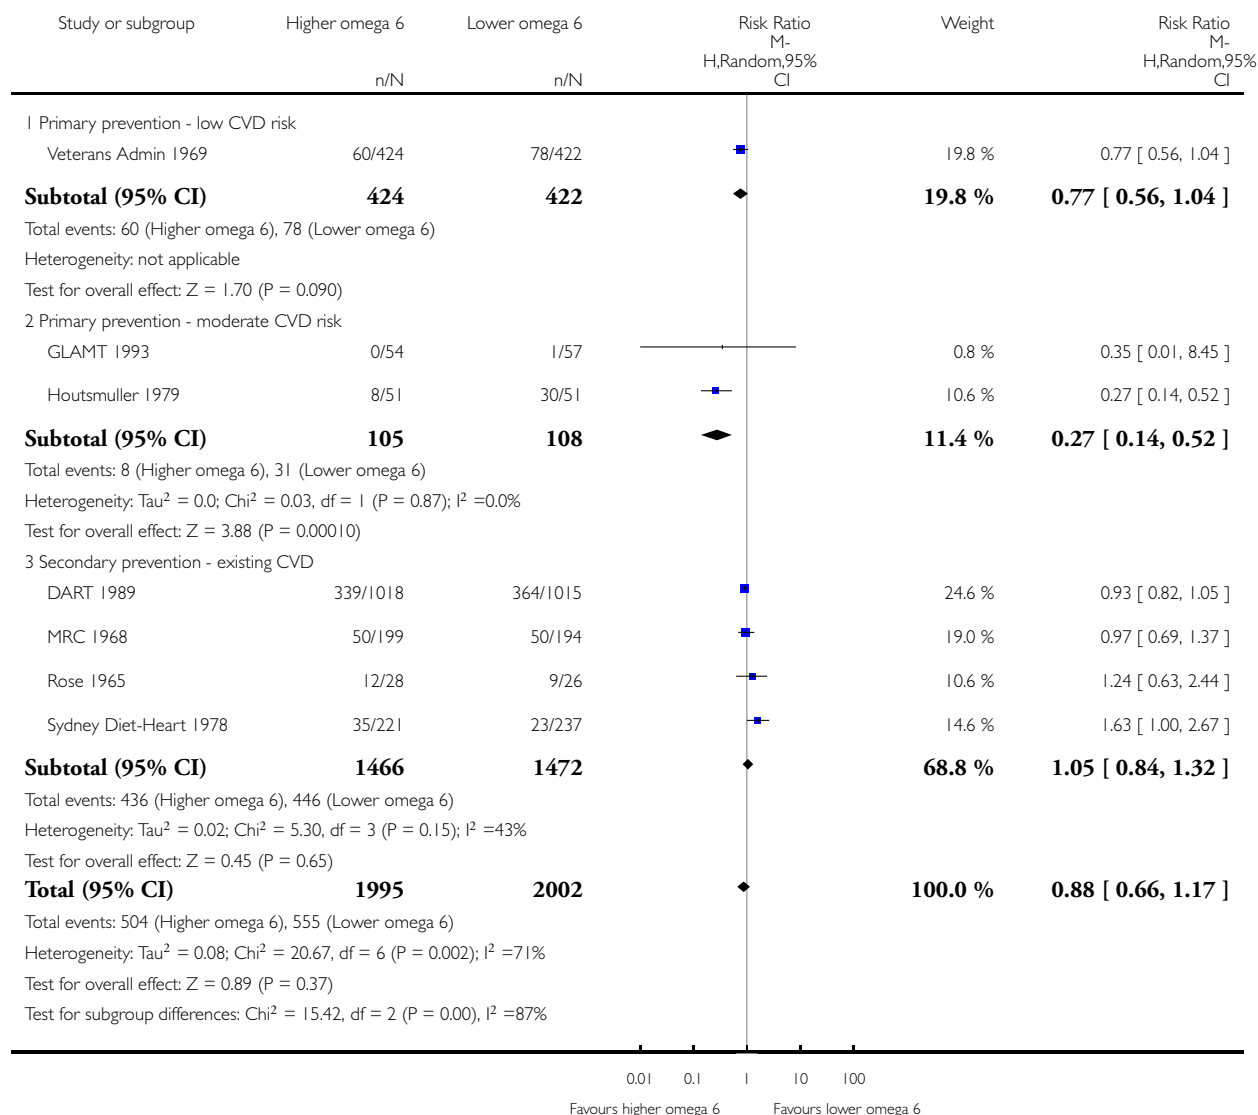 Study or subgroup Higher omega 6 Lower omega 6 Risk Ratio Weight Risk Ratio
M- M-
H,Random,95% H,Random,95%
n/N n/N CI CI
1 Primary prevention - low CVD risk
Veterans Admin 1969 60/424 78/422 19.8 % 0.77 [ 0.56, 1.04 ]
Subtotal (95% CI) 424 422 19.8 % 0.77 [ 0.56, 1.04 ]
Total events: 60 (Higher omega 6), 78 (Lower omega 6)
Heterogeneity: not applicable
Test for overall effect: Z = 1.70 (P = 0.090)
2 Primary prevention - moderate CVD risk
GLAMT 1993 0/54 1/57 0.8 % 0.35 [ 0.01, 8.45 ]
Houtsmuller 1979 8/51 30/51 10.6 % 0.27 [ 0.14, 0.52 ]
Subtotal (95% CI) 105 108 11.4 % 0.27 [ 0.14, 0.52 ]
Total events: 8 (Higher omega 6), 31 (Lower omega 6)
Heterogeneity: Tau² = 0.0; Chi² = 0.03, df = 1 (P = 0.87); I² =0.0%
Test for overall effect: Z = 3.88 (P = 0.00010)
3 Secondary prevention - existing CVD
DART 1989 339/1018 364/1015 24.6 % 0.93 [ 0.82, 1.05 ]
MRC 1968 50/199 50/194 19.0 % 0.97 [ 0.69, 1.37 ]
Rose 1965 12/28 9/26 10.6 % 1.24 [ 0.63, 2.44 ]
Sydney Diet-Heart 1978 35/221 23/237 14.6 % 1.63 [ 1.00, 2.67 ]
Subtotal (95% CI) 1466 1472 68.8 % 1.05 [ 0.84, 1.32 ]
Total events: 436 (Higher omega 6), 446 (Lower omega 6)
Heterogeneity: Tau² = 0.02; Chi² = 5.30, df = 3 (P = 0.15); I² =43%
Test for overall effect: Z = 0.45 (P = 0.65)
Total (95% CI) 1995 2002 100.0 % 0.88 [ 0.66, 1.17 ]
Total events: 504 (Higher omega 6), 555 (Lower omega 6)
Heterogeneity: Tau² = 0.08; Chi² = 20.67, df = 6 (P = 0.002); I² =71%
Test for overall effect: Z = 0.89 (P = 0.37)
Test for subgroup differences: Chi² = 15.42, df = 2 (P = 0.00), I² =87%
0.01 0.1 1 10 100
Favours higher omega 6 Favours lower omega 6